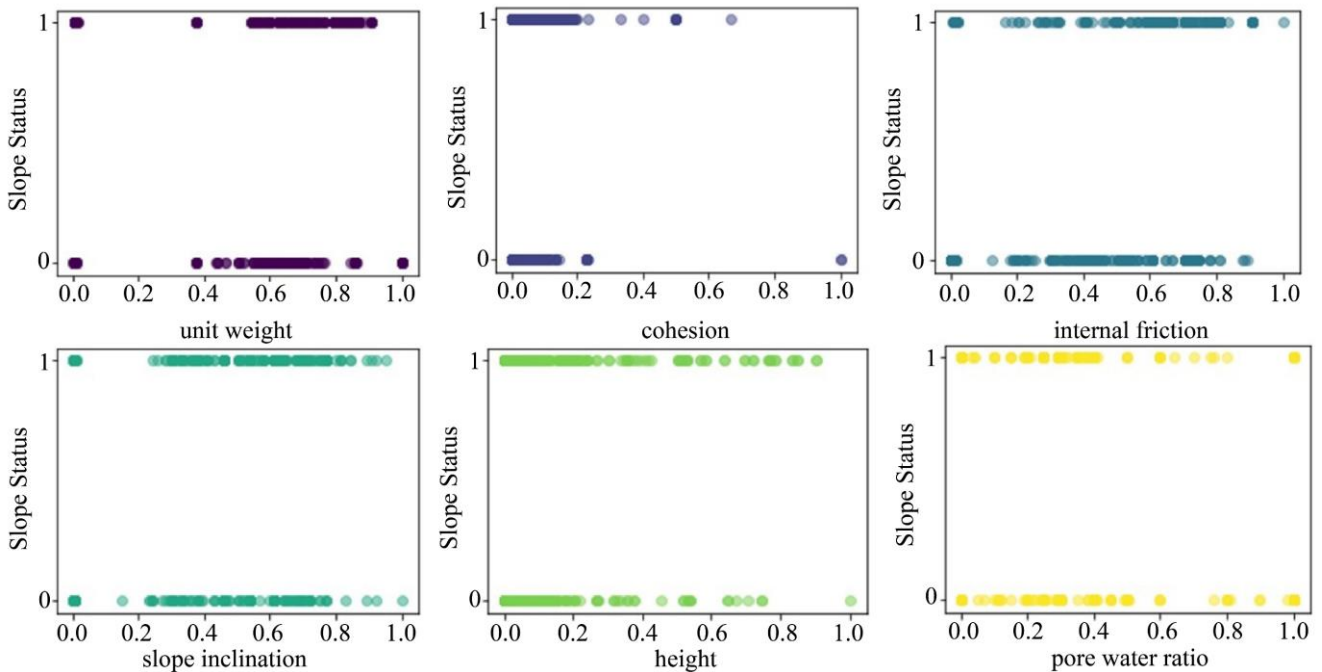 1
0
Slope Status
0.0 0.2 0.4 0.6 0.8 1.0
unit weight
1
0
Slope Status
0.0 0.2 0.4 0.6 0.8 1.0
cohesion
1
0
Slope Status
0.0 0.2 0.4 0.6 0.8 1.0
internal friction
1
0
Slope Status
0.0 0.2 0.4 0.6 0.8 1.0
slope inclination
1
0
Slope Status
0.0 0.2 0.4 0.6 0.8 1.0
height
1
0
Slope Status
0.0 0.2 0.4 0.6 0.8 1.0
pore water ratio